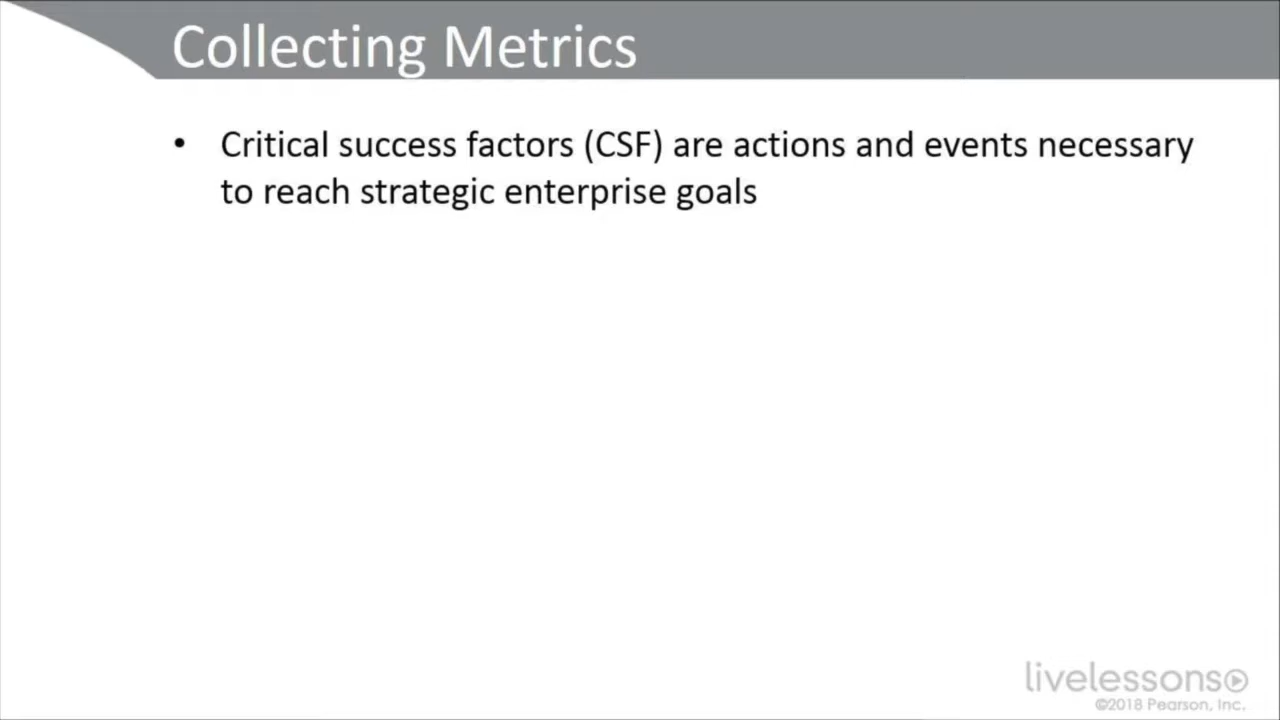 Collecting Metrics
• Critical success factors (CSF) are actions and events necessary
to reach strategic enterprise goals
livelessons
©2018 Pearson, Inc.